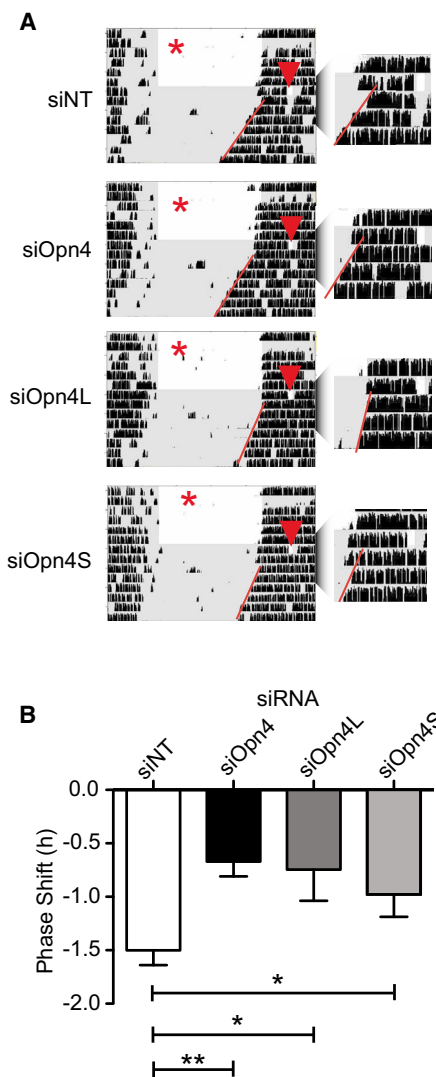 A
siNT
*
siOpn4
*
siOpn4L
*
siOpn4S
*
B
siRNA
siNT siOpn4 siOpn4L siOpn4S
Phase Shift (h)
0.0
-0.5
-1.0
-1.5
-2.0
*
*
**